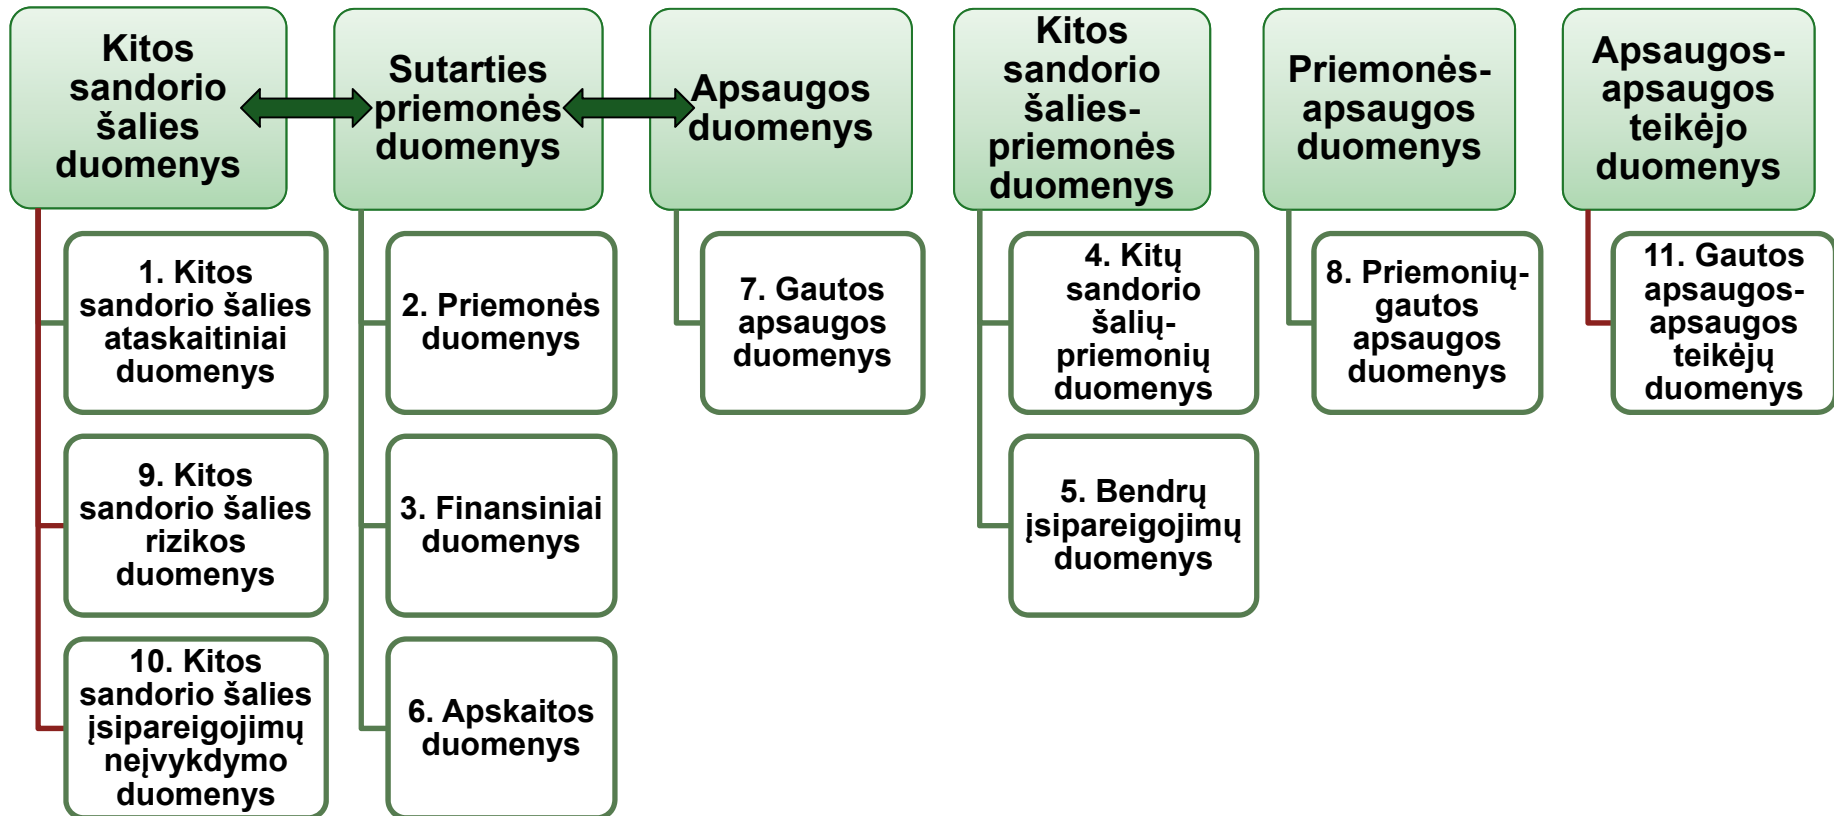 Kitos
sandorio
šalies
duomenys
Sutarties
priemonės
duomenys
Apsaugos
duomenys
Kitos
sandorio
šalies-
priemonės
duomenys
Priemonės-
apsaugos
duomenys
Apsaugos-
apsaugos
teikėjo
duomenys
1. Kitos
sandorio šalies
ataskaitiniai
duomenys
2. Priemonės
duomenys
7. Gautos
apsaugos
duomenys
4. Kitų
sandorio
šalių-
priemonių
duomenys
8. Priemonių-
gautos
apsaugos
duomenys
11. Gautos
apsaugos-
apsaugos
teikėjų
duomenys
9. Kitos
sandorio šalies
rizikos
duomenys
3. Finansiniai
duomenys
5. Bendrų
įsipareigojimų
duomenys
10. Kitos
sandorio šalies
įsipareigojimų
neįvykdymo
duomenys
6. Apskaitos
duomenys